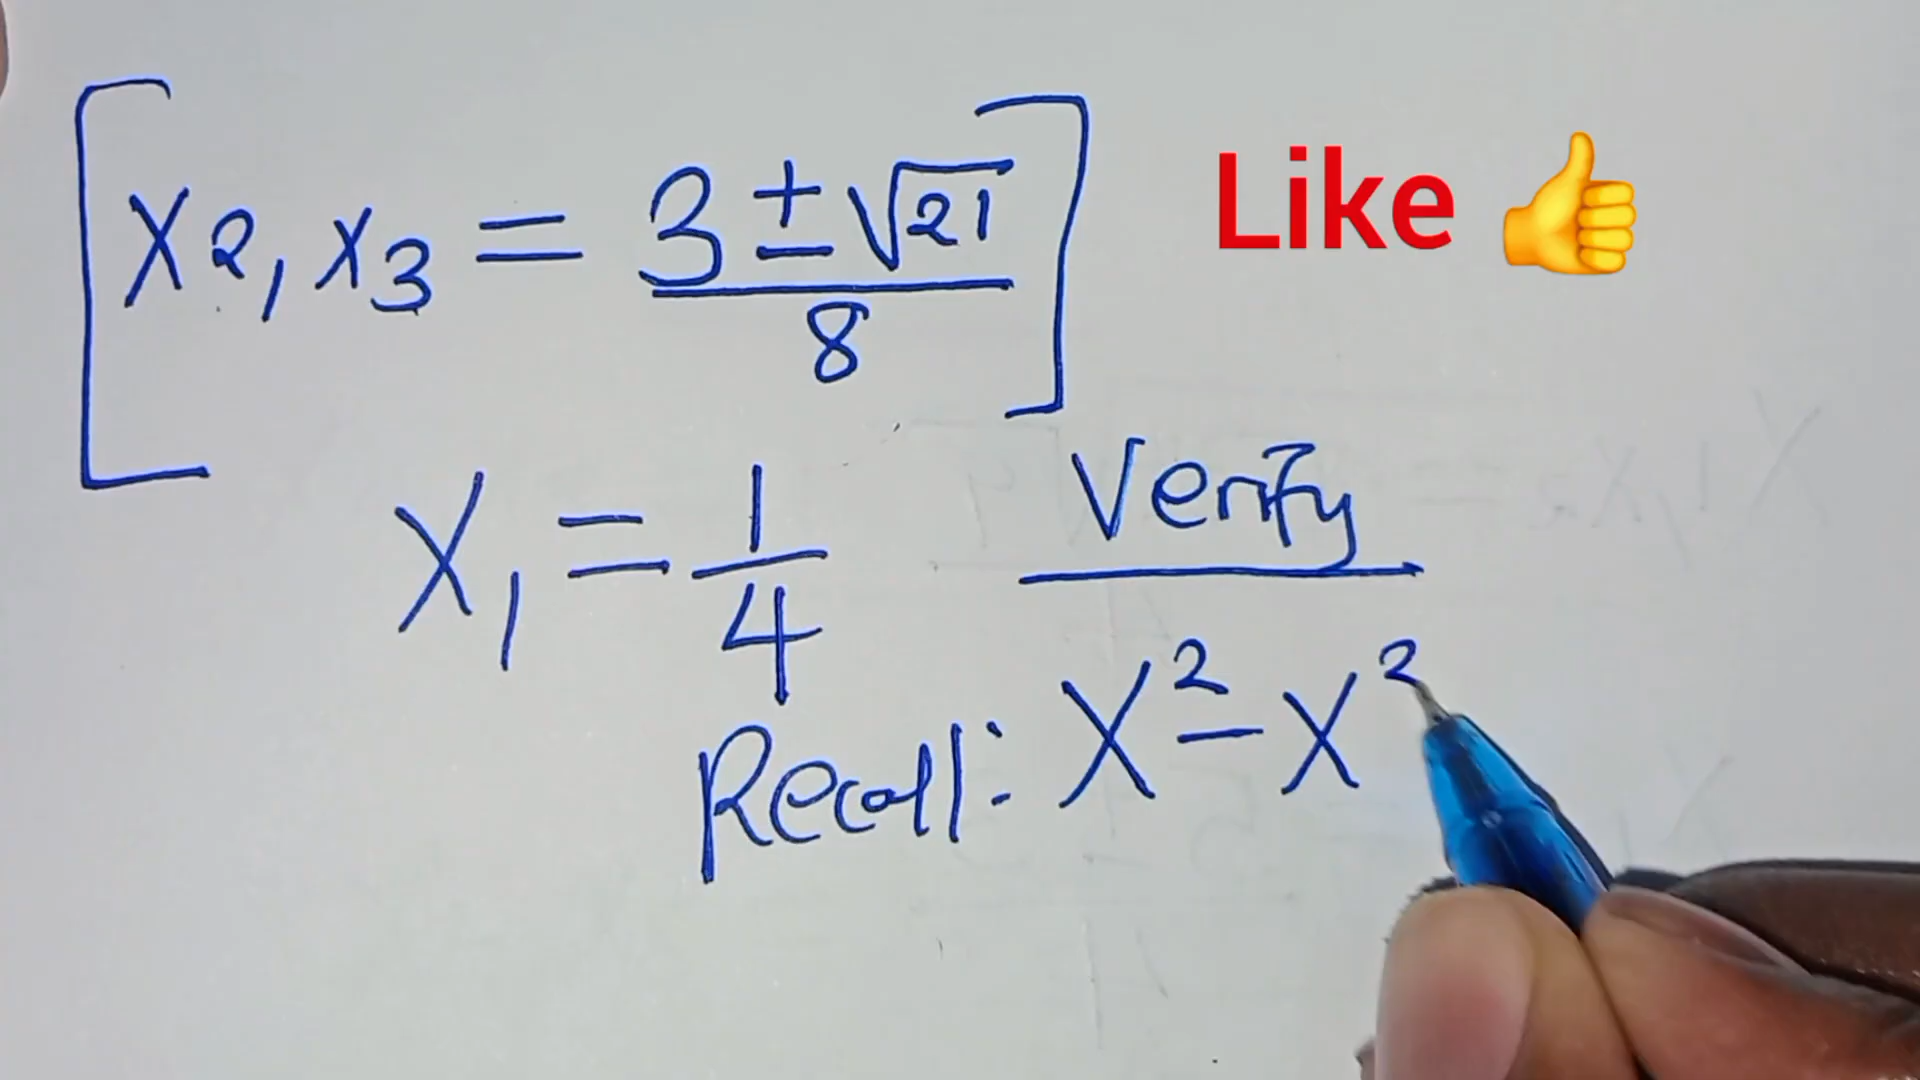 x₂, x₃ = (3 ± √21)/8
Like 👍
x₁ = 1/4
Verify
Recall: x² - x³